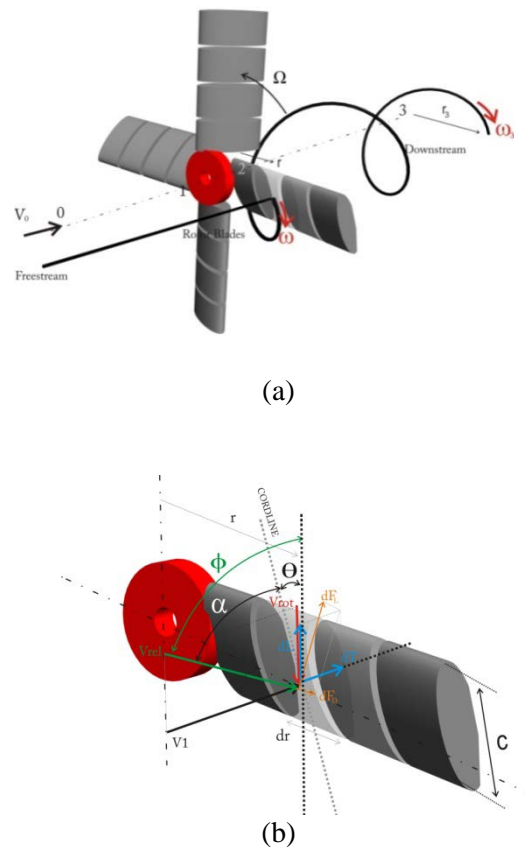 Ω
3
r₃
ω₃
Downstream
r
2
1
V₀
0
Rotor Blades
ω
Freestream
(a)
r
CORDLINE
ϕ
Θ
α
Vrot
dFL
Vrel
dFD
V1
dr
C
(b)